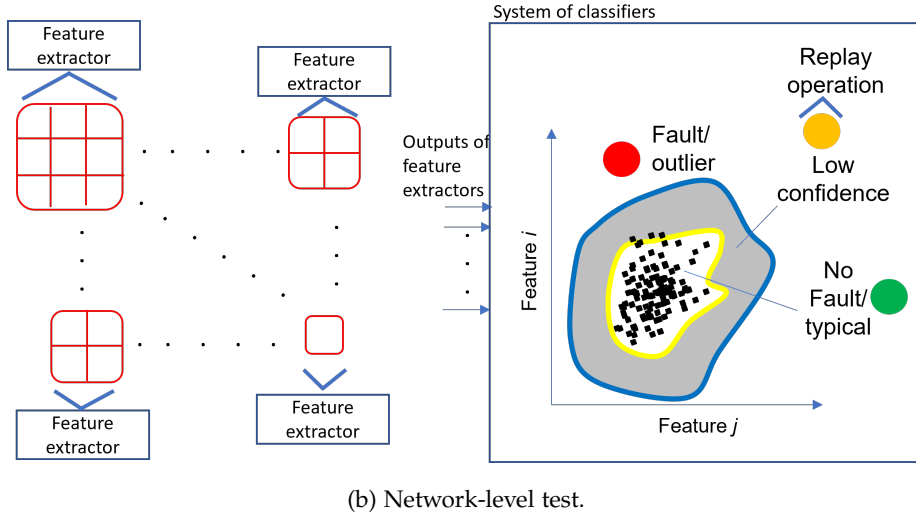 System of classifiers
Feature
extractor
Feature
extractor
Outputs of
feature
extractors
Feature
extractor
Feature
extractor
Replay
operation
Fault/
outlier
Low
confidence
No
Fault/
typical
Feature i
Feature j
(b) Network-level test.